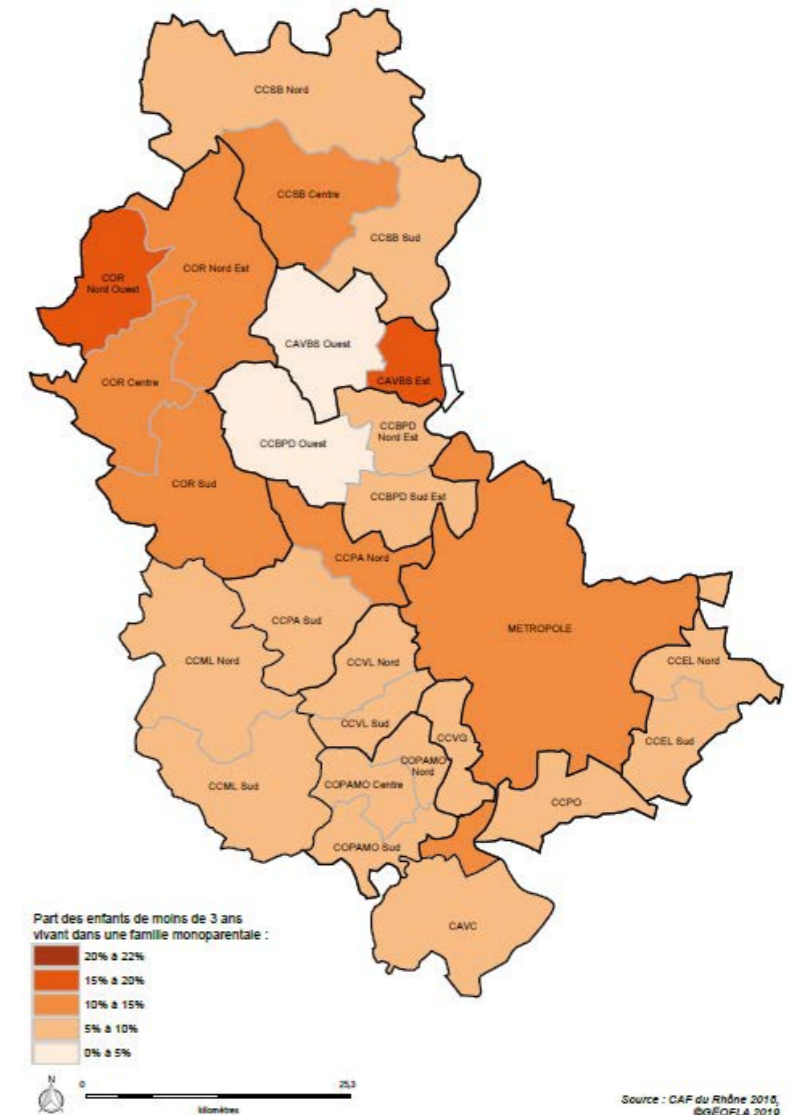 CCSB Nord
CCSB Centre
CCSB Sud
COR Nord Est
COR
Nord Ouest
CAVBS Ouest
CAVBS Est
COR Centre
CCBPD
Nord Est
CCBPD Ouest
COR Sud
CCBPD Sud Est
CCPA Nord
CCPA Sud
METROPOLE
CCML Nord
CCVL Nord
CCEL Nord
CCVL Sud
CCVG
CCEL Sud
COPAMO
Nord
CCML Sud
COPAMO Centre
CCPO
COPAMO Sud
CAVC
Part des enfants de moins de 3 ans
vivant dans une famille monoparentale :
20% à 22%
15% à 20%
10% à 15%
5% à 10%
0% à 5%
N
0
25,3
kilomètres
Source : CAF du Rhône 2016,
©GÉOFLA 2019